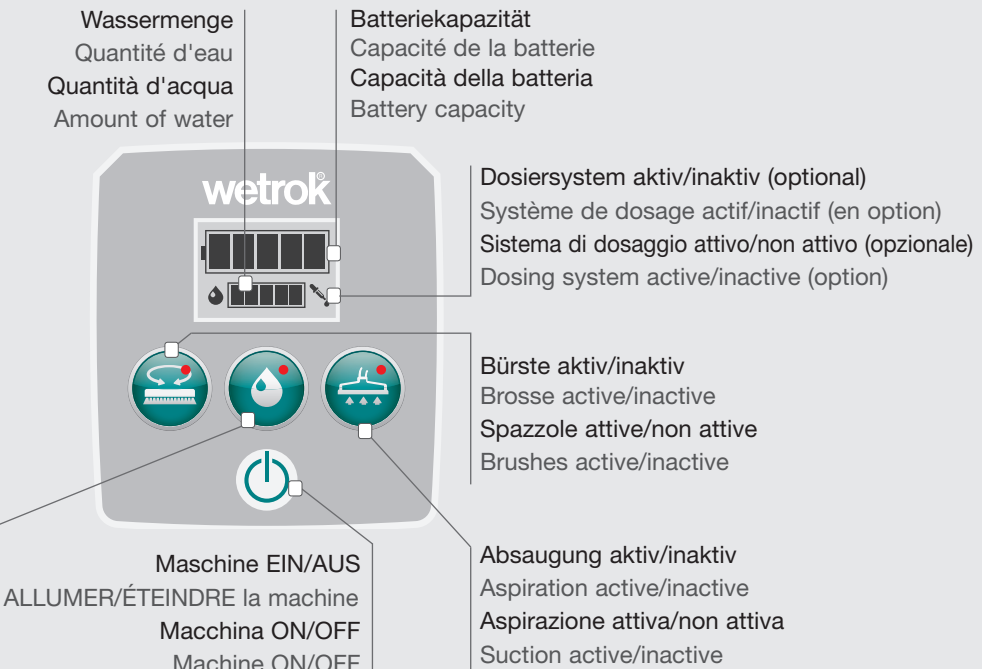 Wassermenge
Quantité d'eau
Quantità d'acqua
Amount of water
Batteriekapazität
Capacité de la batterie
Capacità della batteria
Battery capacity
wetrok®
Dosiersystem aktiv/inaktiv (optional)
Système de dosage actif/inactif (en option)
Sistema di dosaggio attivo/non attivo (opzionale)
Dosing system active/inactive (option)
Bürste aktiv/inaktiv
Brosse active/inactive
Spazzole attive/non attive
Brushes active/inactive
Maschine EIN/AUS
ALLUMER/ÉTEINDRE la machine
Macchina ON/OFF
Machine ON/OFF
Absaugung aktiv/inaktiv
Aspiration active/inactive
Aspirazione attiva/non attiva
Suction active/inactive